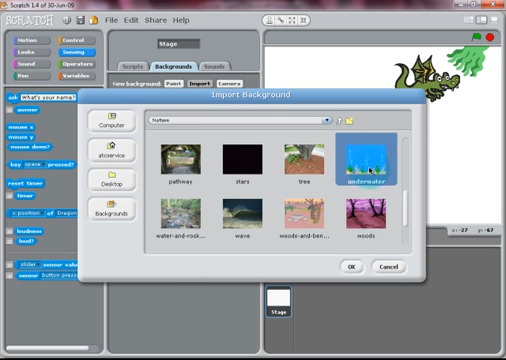 Scratch 1.4 of 30-Jun-09
SCRATCH File Edit Share Help
Motion Control
Looks Sensing
Sound Operators
Pen Variables
Stage
Scripts Backgrounds Sounds
New background: Paint Import Camera
ask What's your name?
answer
mouse x
mouse y
mouse down?
key space pressed?
reset timer
timer
x position of Dragon
loudness
loud?
slider sensor value
sensor button press
Import Background
Computer
atcservice
Desktop
Backgrounds
Nature
pathway stars tree underwater
water-and-rock... wave woods-and-ben... woods
OK Cancel
x: -27 y: -67
Stage